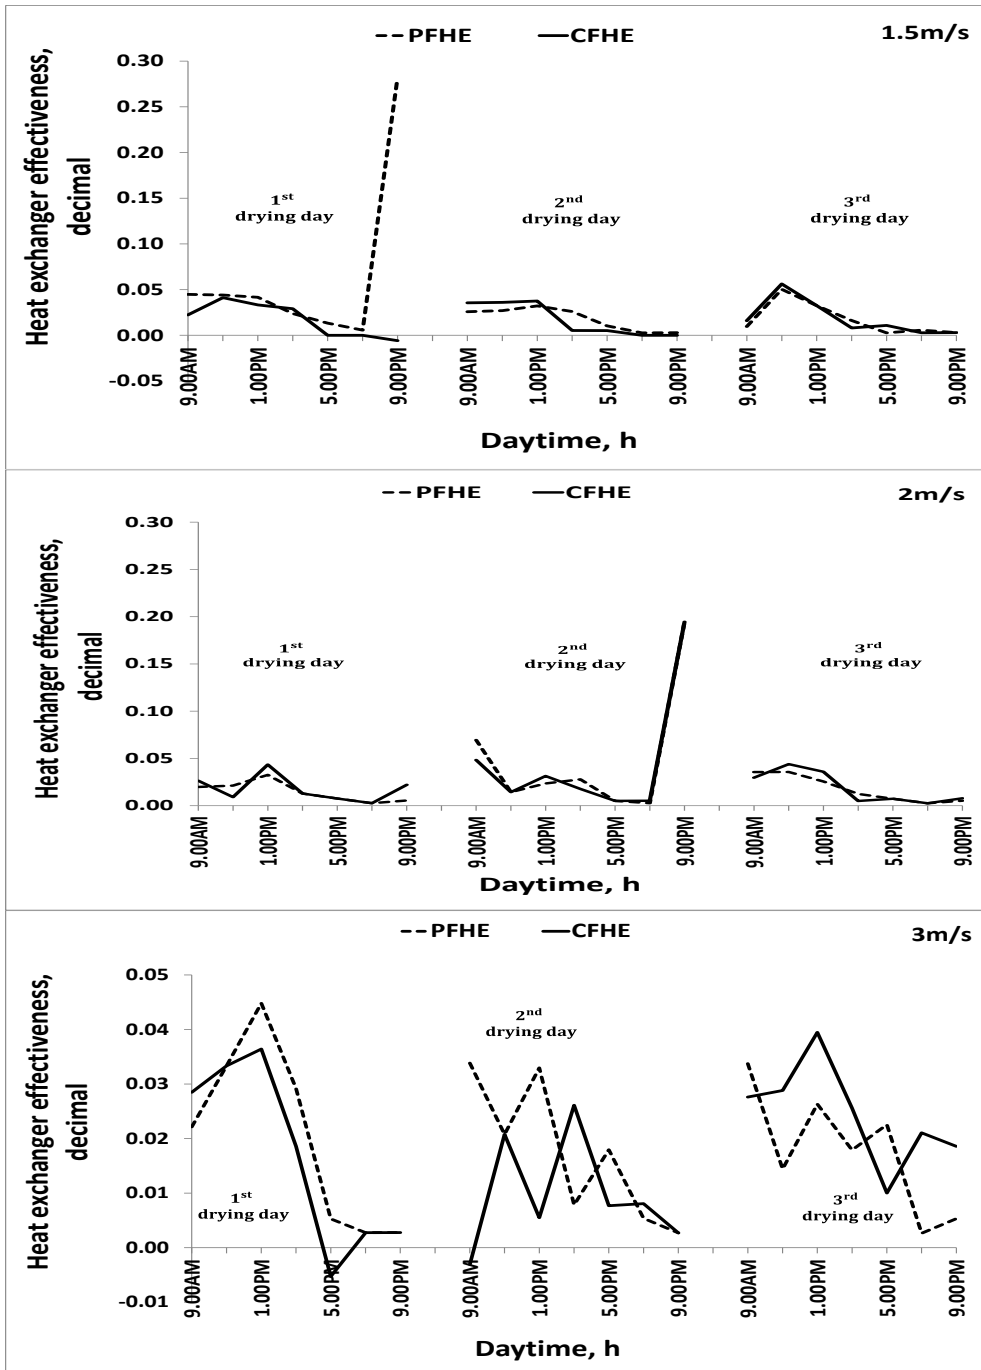 PFHE CFHE 1.5m/s
Heat exchanger effectiveness,
decimal
0.30
0.25
0.20
0.15
0.10
0.05
0.00
-0.05
1st
drying day
2nd
drying day
3rd
drying day
9.00AM 1.00PM 5.00PM 9.00PM 9.00AM 1.00PM 5.00PM 9.00PM 9.00AM 1.00PM 5.00PM 9.00PM
Daytime, h
PFHE CFHE 2m/s
Heat exchanger effectiveness,
decimal
0.30
0.25
0.20
0.15
0.10
0.05
0.00
1st
drying day
2nd
drying day
3rd
drying day
9.00AM 1.00PM 5.00PM 9.00PM 9.00AM 1.00PM 5.00PM 9.00PM 9.00AM 1.00PM 5.00PM 9.00PM
Daytime, h
PFHE CFHE 3m/s
Heat exchanger effectiveness,
decimal
0.05
0.04
0.03
0.02
0.01
0.00
-0.01
1st
drying day
2nd
drying day
3rd
drying day
9.00AM 1.00PM 5.00PM 9.00PM 9.00AM 1.00PM 5.00PM 9.00PM 9.00AM 1.00PM 5.00PM 9.00PM
Daytime, h